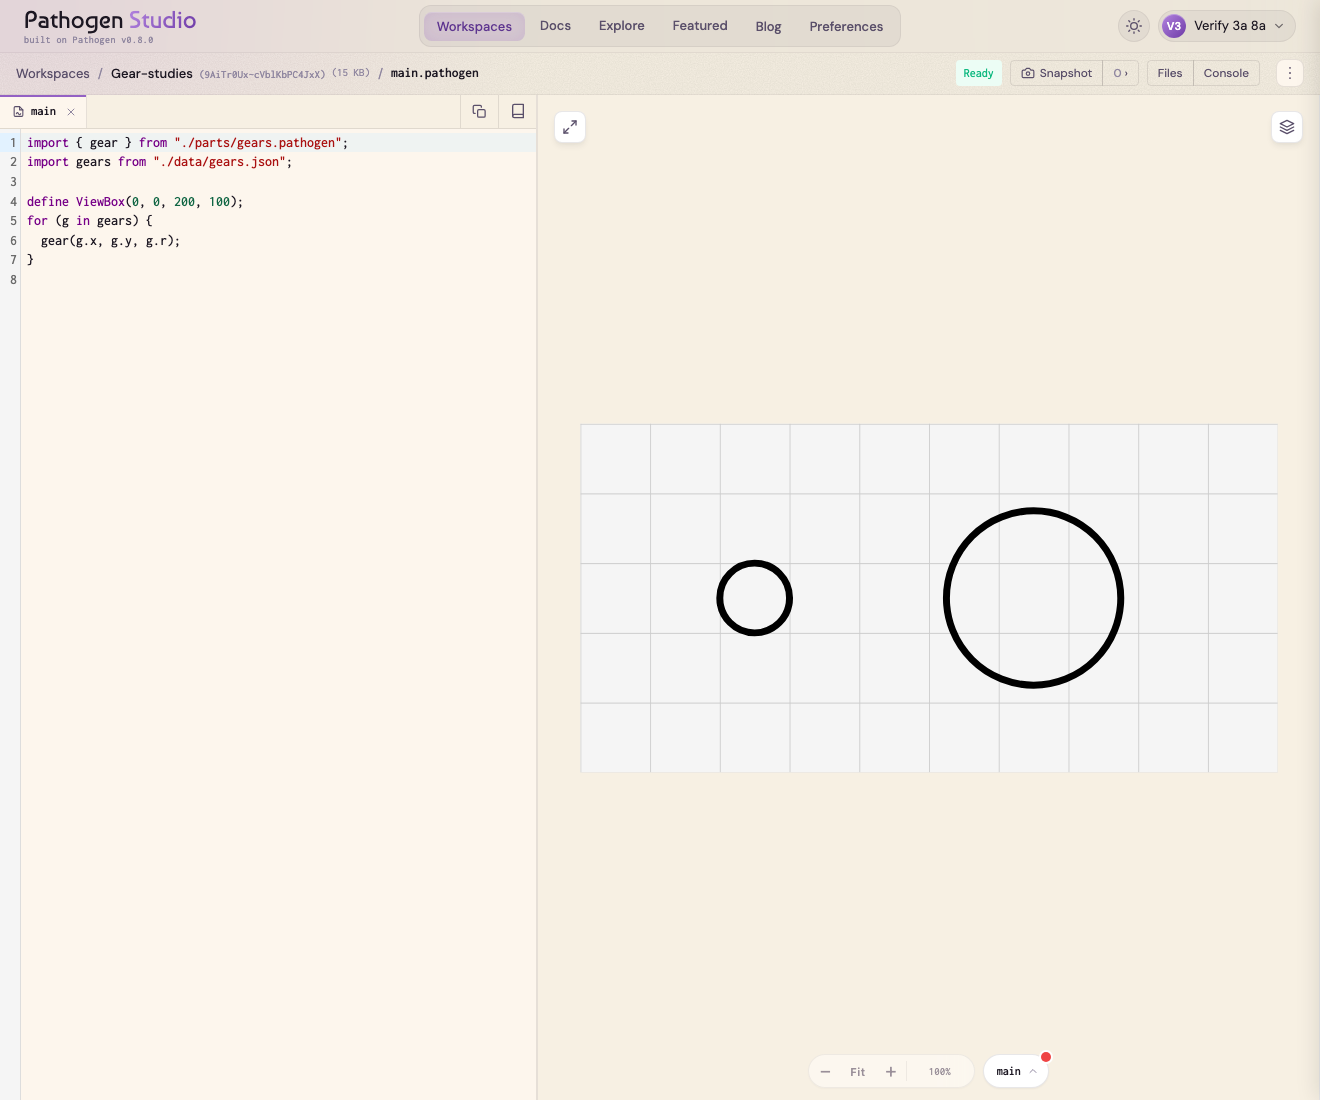 Pathogen Studio
built on Pathogen v0.8.0
Workspaces
Docs
Explore
Featured
Blog
Preferences
V3
Verify 3a 8a
Workspaces / Gear-studies (9AiTr0Ux~cVblKbPC4JxX) (15 KB) / main.pathogen
Ready
Snapshot
0 ›
Files
Console
main
1 import { gear } from "./parts/gears.pathogen";
2 import gears from "./data/gears.json";
3
4 define ViewBox(0, 0, 200, 100);
5 for (g in gears) {
6 gear(g.x, g.y, g.r);
7 }
8
Fit
100%
main